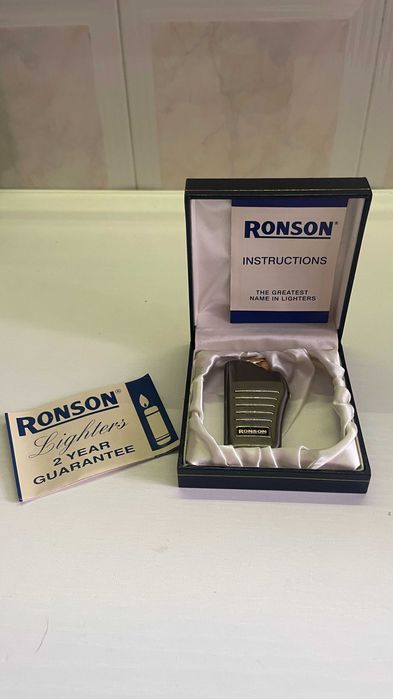 RONSON®
INSTRUCTIONS
THE GREATEST
NAME IN LIGHTERS
RONSON
RONSON®
Lighters
2 YEAR
GUARANTEE